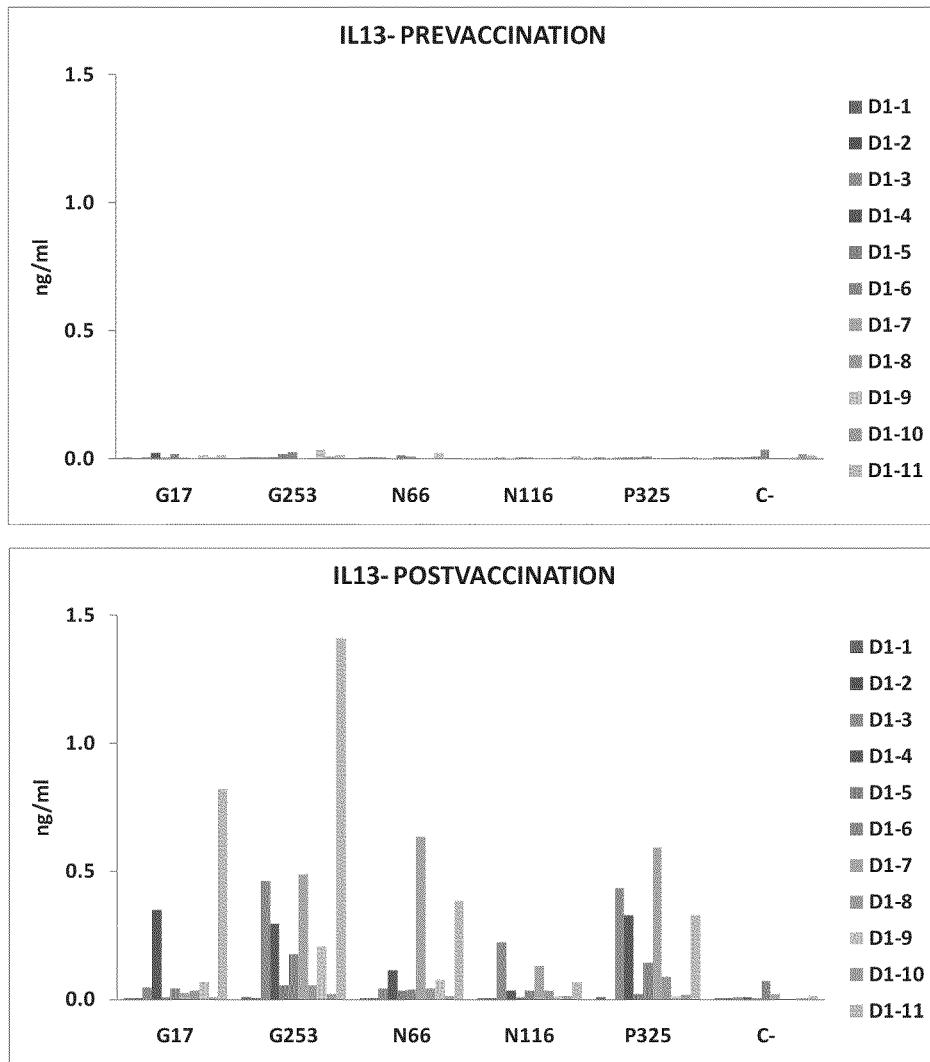 IL13- PREVACCINATION
1.5
1.0
0.5
0.0
ng/ml
G17 G253 N66 N116 P325 C-
D1-1
D1-2
D1-3
D1-4
D1-5
D1-6
D1-7
D1-8
D1-9
D1-10
D1-11
IL13- POSTVACCINATION
1.5
1.0
0.5
0.0
ng/ml
G17 G253 N66 N116 P325 C-
D1-1
D1-2
D1-3
D1-4
D1-5
D1-6
D1-7
D1-8
D1-9
D1-10
D1-11